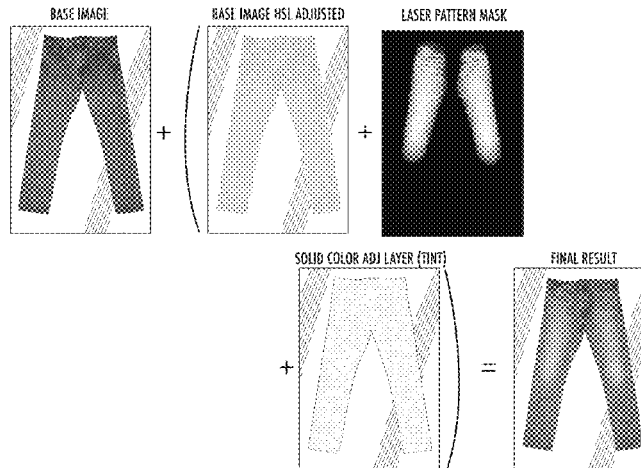 BASE IMAGE
BASE IMAGE HSL ADJUSTED
LASER PATTERN MASK
+
(
+
SOLID COLOR ADJ LAYER (TINT)
FINAL RESULT
+
)
=